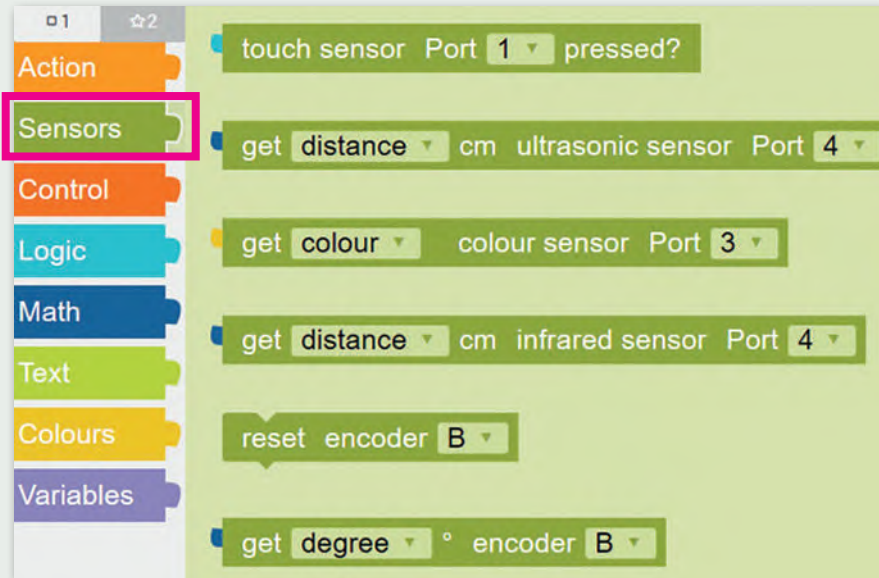 1 2
Action
Sensors
Control
Logic
Math
Text
Colours
Variables
touch sensor Port 1 pressed?
get distance cm ultrasonic sensor Port 4
get colour colour sensor Port 3
get distance cm infrared sensor Port 4
reset encoder B
get degree ° encoder B